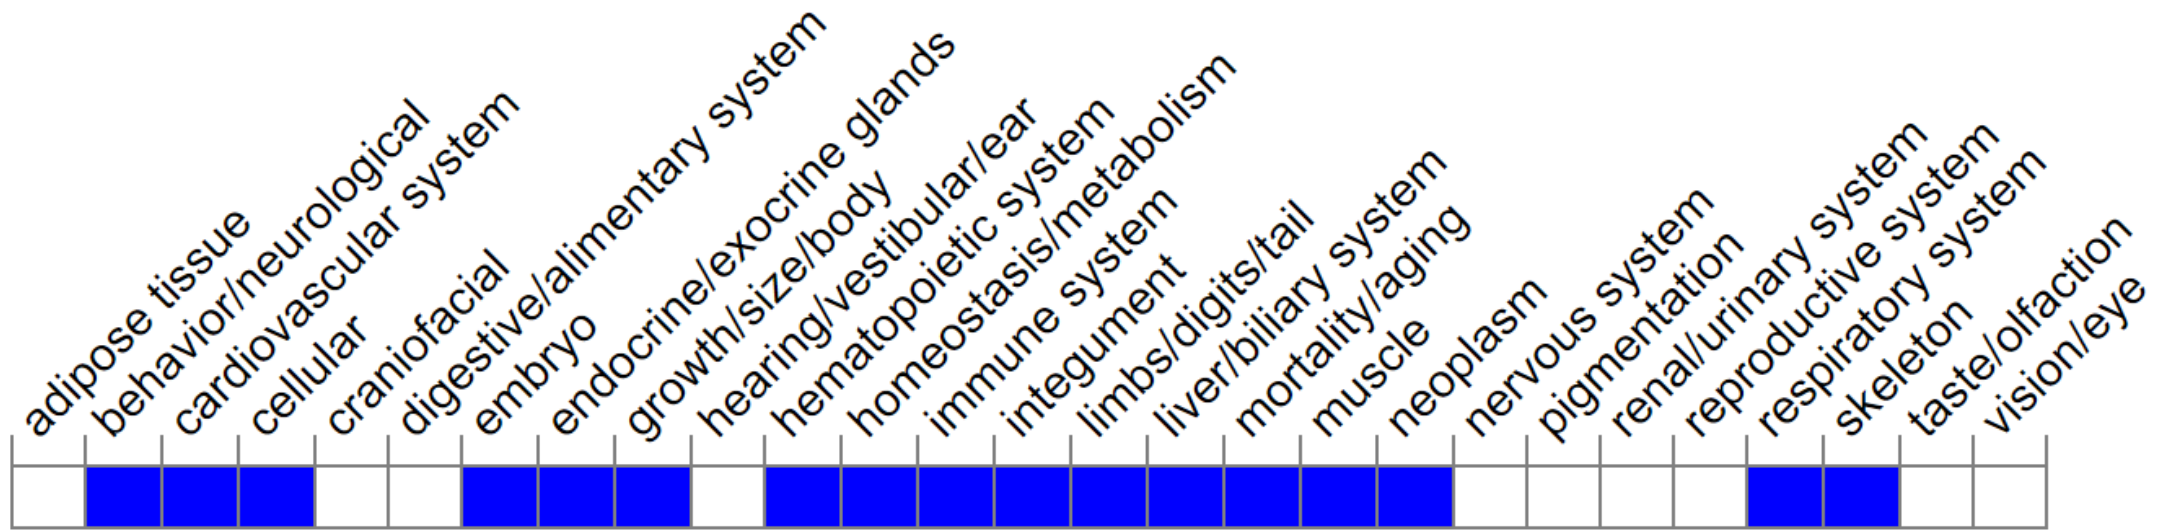 adipose tissue
behavior/neurological
cardiovascular system
cellular
craniofacial
digestive/alimentary system
embryo
endocrine/exocrine glands
growth/size/body
hearing/vestibular/ear
hematopoietic system
homeostasis/metabolism
immune system
integument
limbs/digits/tail
liver/biliary system
mortality/aging
muscle
neoplasm
nervous system
pigmentation
renal/urinary system
reproductive system
respiratory system
skeleton
taste/olfaction
vision/eye